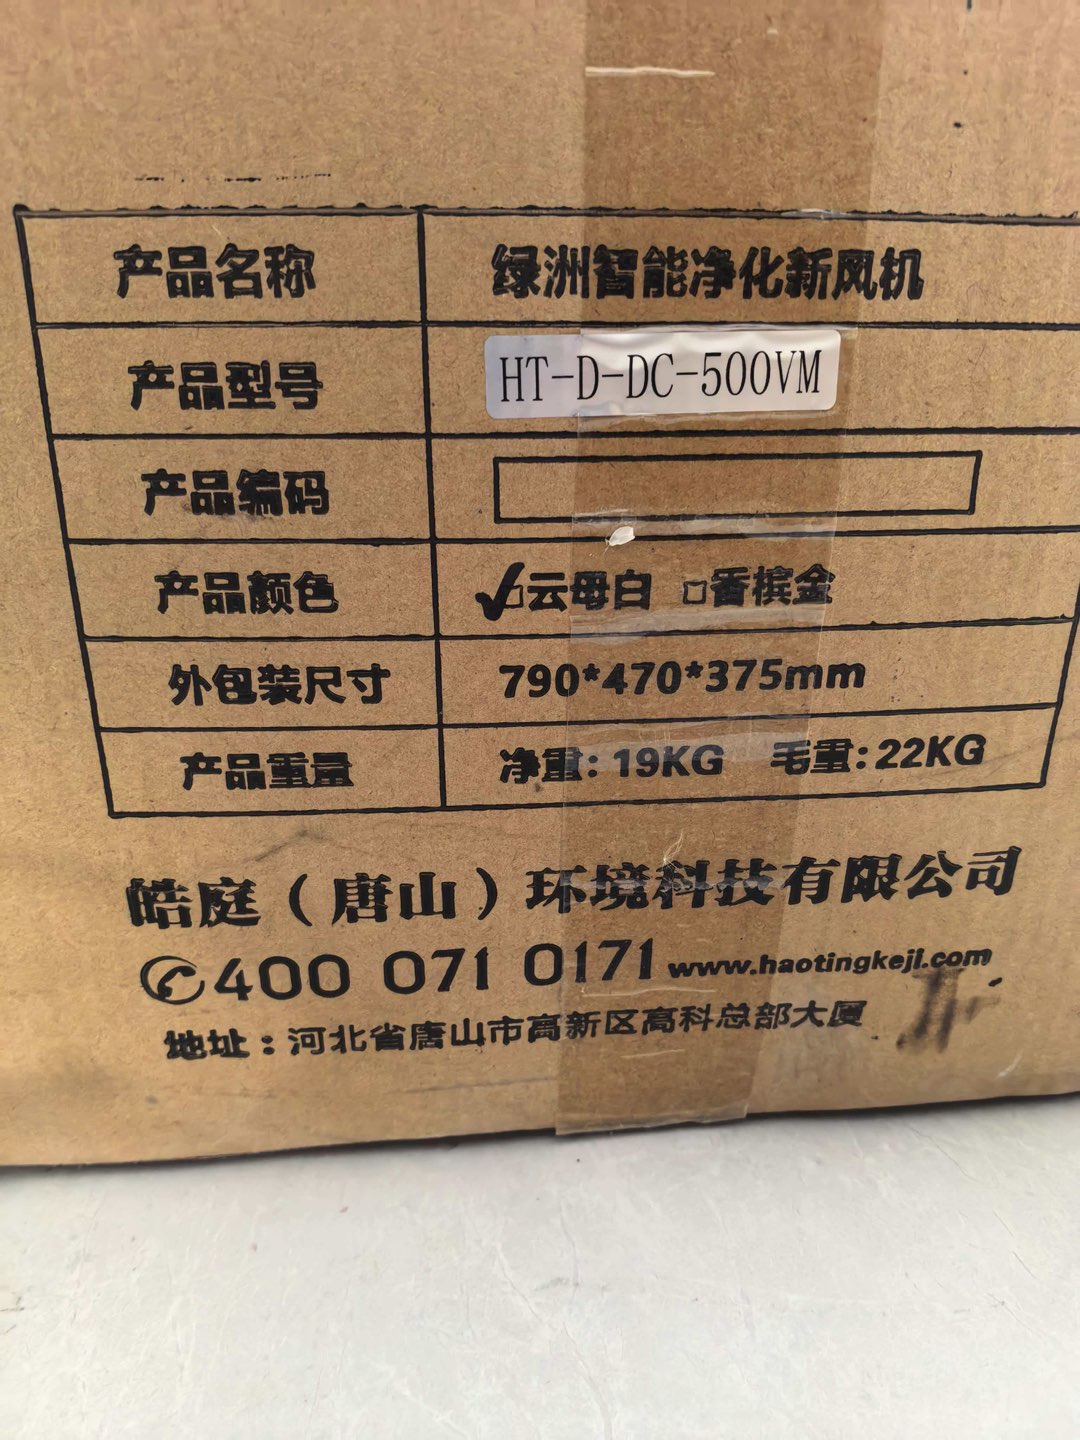 产品名称 绿洲智能净化新风机
产品型号 HT-D-DC-500VM
产品编码
产品颜色 ✓□云母白 □香槟金
外包装尺寸 790*470*375mm
产品重量 净重: 19KG 毛重: 22KG
皓庭（唐山）环境科技有限公司
400 071 0171 www.haotingkeji.com
地址：河北省唐山市高新区高科总部大厦